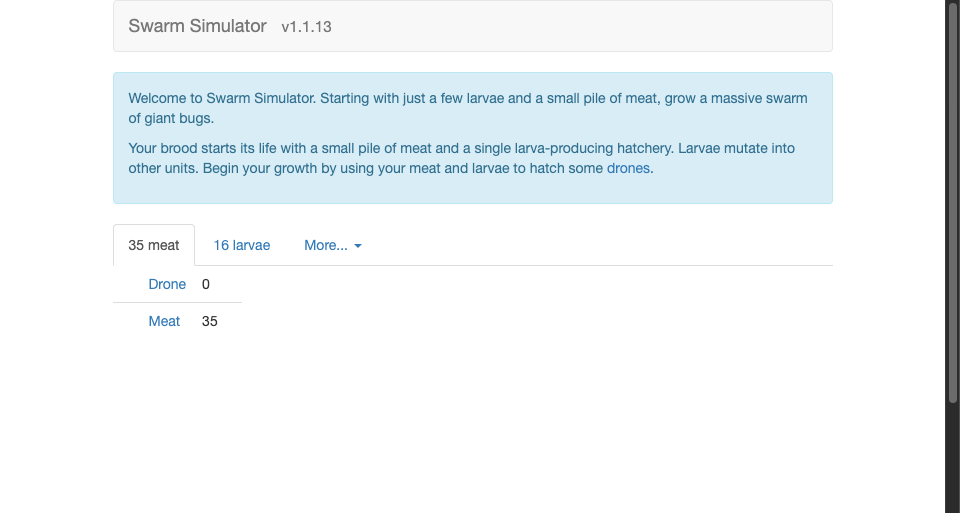 Swarm Simulator v1.1.13
Welcome to Swarm Simulator. Starting with just a few larvae and a small pile of meat, grow a massive swarm
of giant bugs.
Your brood starts its life with a small pile of meat and a single larva-producing hatchery. Larvae mutate into
other units. Begin your growth by using your meat and larvae to hatch some drones.
35 meat 16 larvae More...
Drone 0
Meat 35